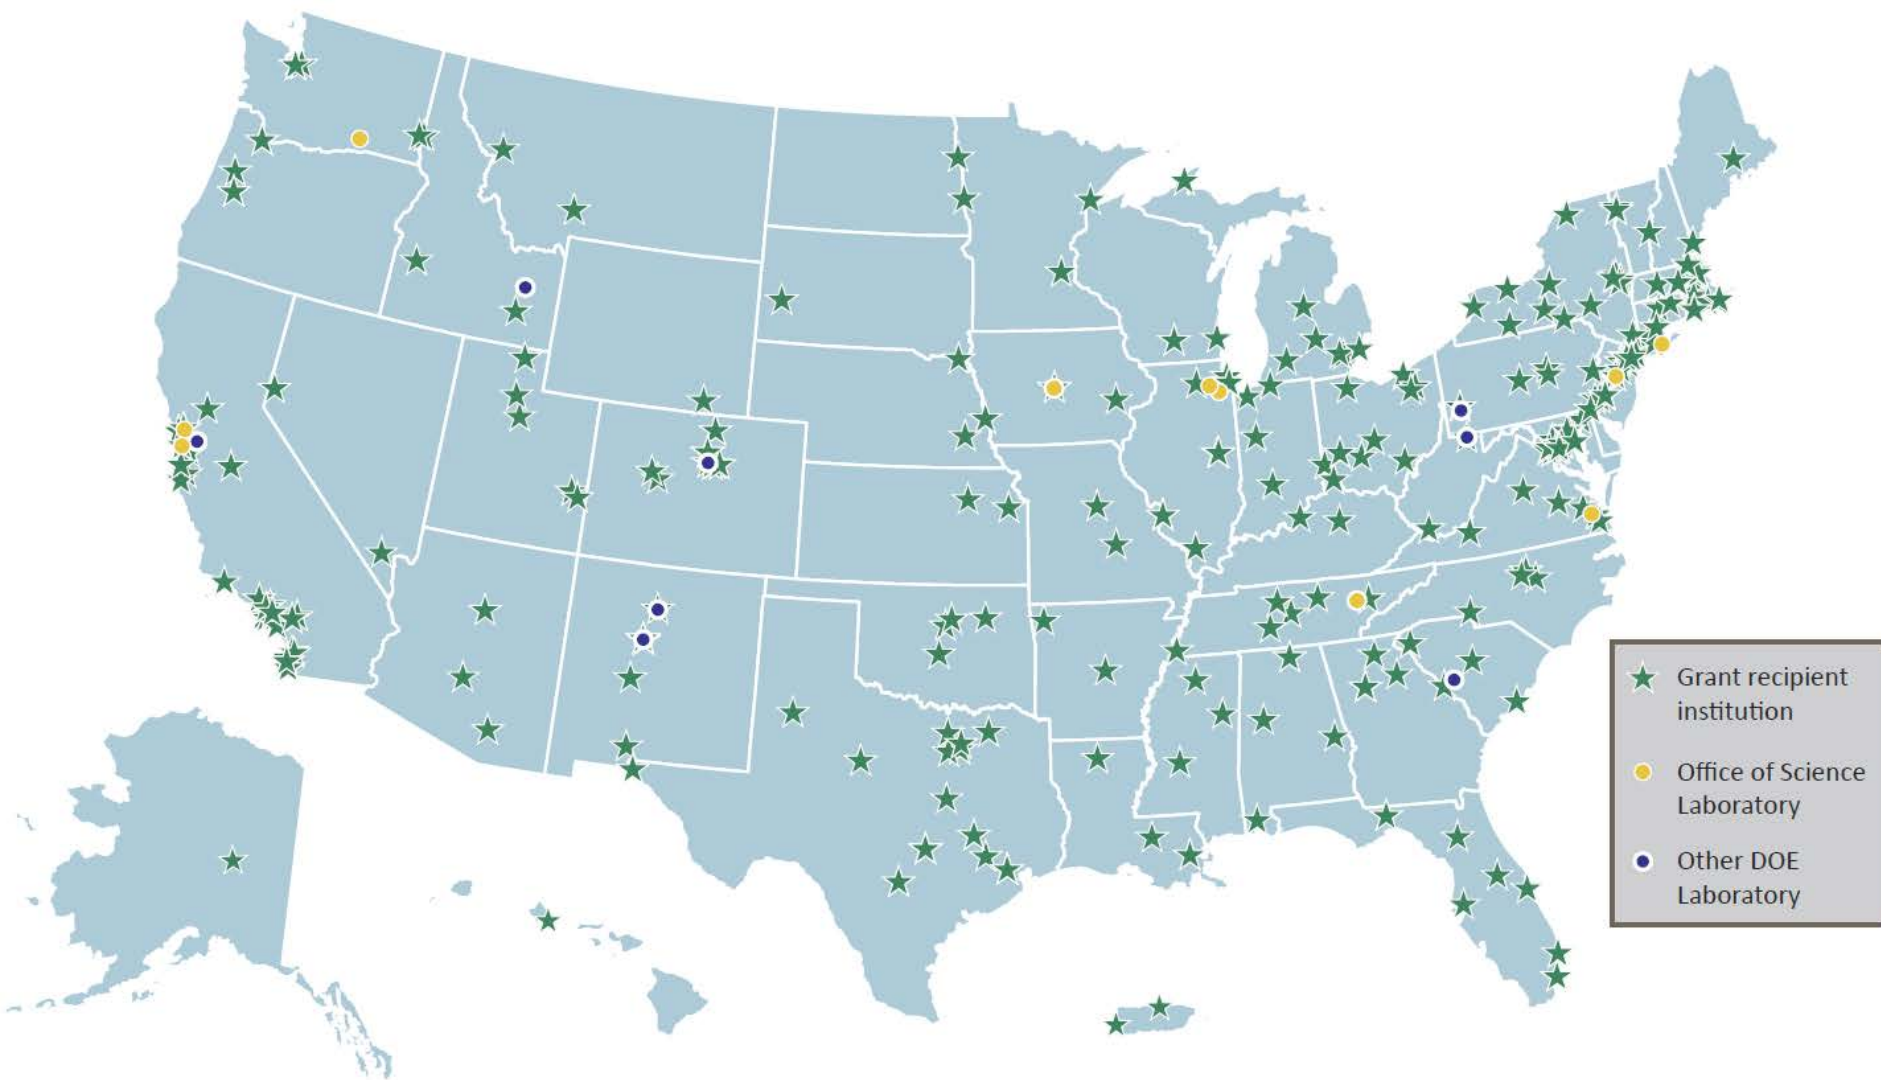 Grant recipient
institution
Office of Science
Laboratory
Other DOE
Laboratory